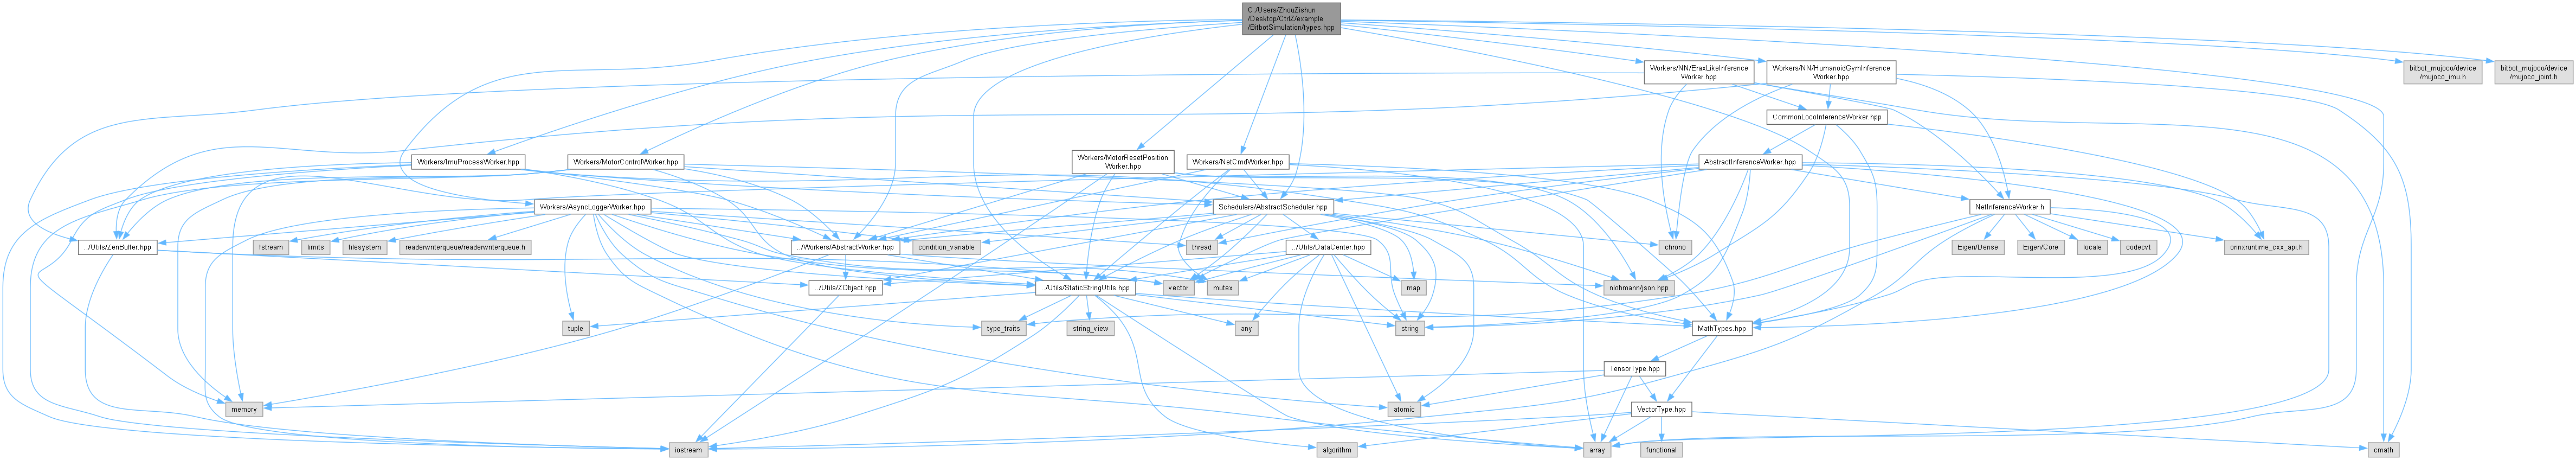 C:/Users/ZhouZishun
/Desktop/CtrlZ/example
/BitbotSimulation/types.hpp
Workers/NN/EraxLikeInference
Worker.hpp
Workers/NN/HumanoidGymInference
Worker.hpp
bitbot_mujoco/device
/mujoco_imu.h
bitbot_mujoco/device
/mujoco_joint.h
CommonLocoInferenceWorker.hpp
Workers/ImuProcessWorker.hpp
Workers/MotorControlWorker.hpp
Workers/MotorResetPosition
Worker.hpp
Workers/NetCmdWorker.hpp
AbstractInferenceWorker.hpp
Workers/AsyncLoggerWorker.hpp
Schedulers/AbstractScheduler.hpp
NetInferenceWorker.h
../Utils/ZenBuffer.hpp
fstream
limits
filesystem
readerwriterqueue/readerwriterqueue.h
../Workers/AbstractWorker.hpp
condition_variable
thread
../Utils/DataCenter.hpp
chrono
Eigen/Dense
Eigen/Core
locale
codecvt
onnxruntime_cxx_api.h
../Utils/ZObject.hpp
../Utils/StaticStringUtils.hpp
vector
mutex
map
nlohmann/json.hpp
tuple
type_traits
string_view
any
string
MathTypes.hpp
TensorType.hpp
memory
atomic
VectorType.hpp
iostream
algorithm
array
functional
cmath